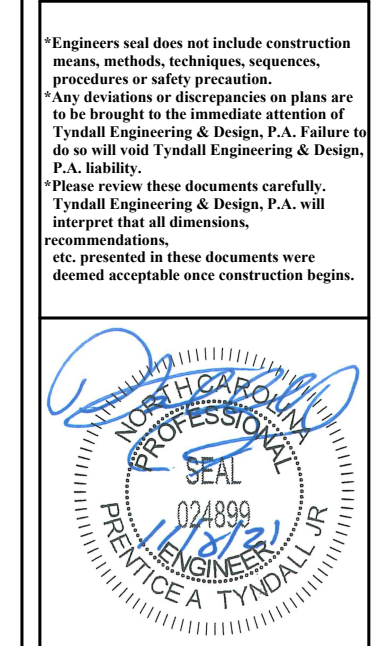 *Engineers seal does not include construction
means, methods, techniques, sequences,
procedures or safety precaution.
*Any deviations or discrepancies on plans are
to be brought to the immediate attention of
Tyndall Engineering & Design, P.A. Failure to
do so will void Tyndall Engineering & Design,
P.A. liability.
*Please review these documents carefully.
Tyndall Engineering & Design, P.A. will
interpret that all dimensions,
recommendations,
etc. presented in these documents were
deemed acceptable once construction begins.
NORTH CAROLINA
PROFESSIONAL
SEAL
024899
11/8/21
ENGINEER
PRENTICE A TYNDALL JR